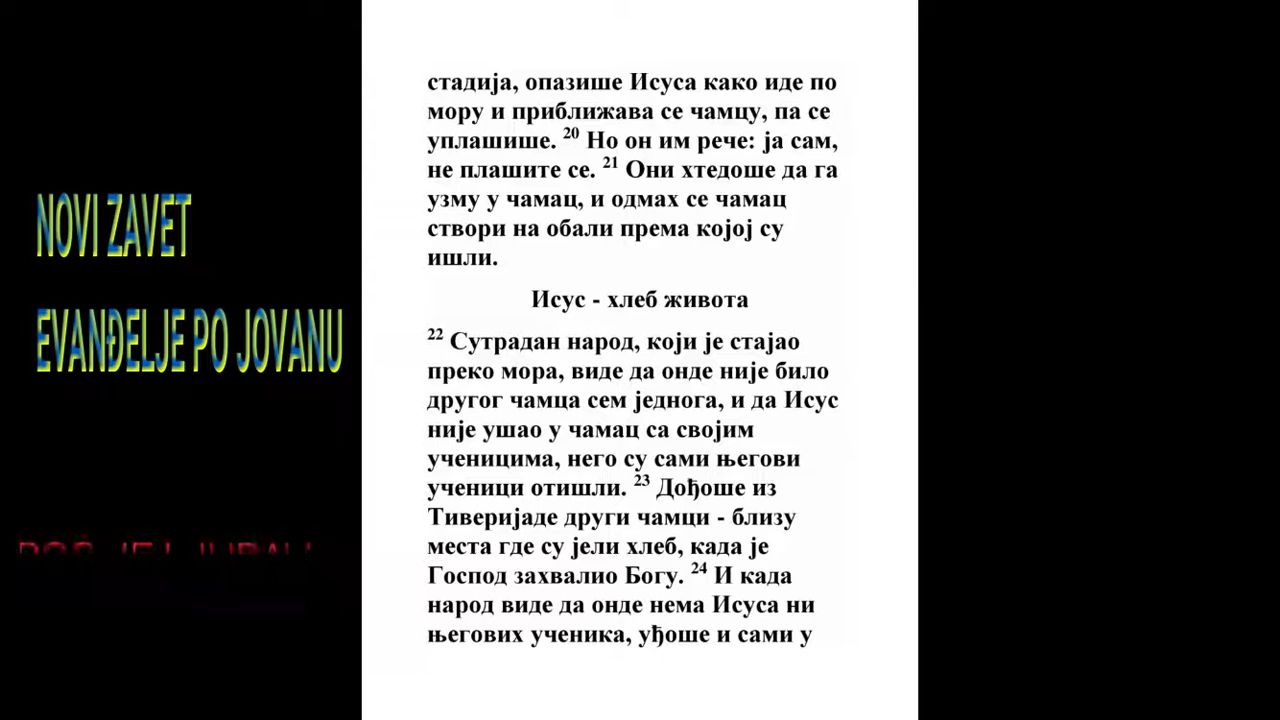 NOVI ZAVET
EVANĐELJE PO JOVANU
стадија, опазише Исуса како иде по
мору и приближава се чамцу, па се
уплашише. 20 Но он им рече: ја сам,
не плашите се. 21 Они хтедоше да га
узму у чамац, и одмах се чамац
створи на обали према којој су
ишли.
Исус - хлеб живота
22 Сутрадан народ, који је стајао
преко мора, виде да онде није било
другог чамца сем једнога, и да Исус
није ушао у чамац са својим
ученицима, него су сами његови
ученици отишли. 23 Дођоше из
Тиверијаде други чамци - близу
места где су јели хлеб, када је
Господ захвалио Богу. 24 И када
народ виде да онде нема Исуса ни
његових ученика, уђоше и сами у